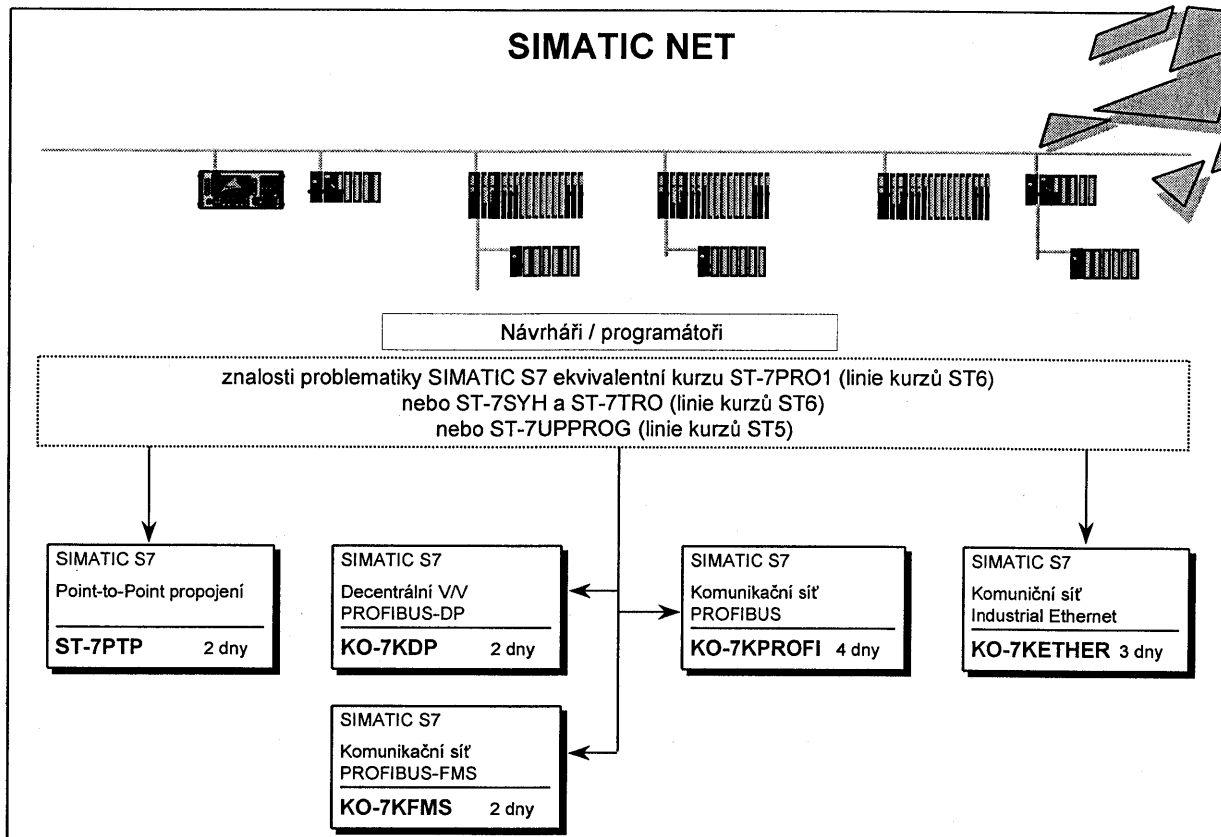 SIMATIC NET
Návrháři / programátoři
znalosti problematiky SIMATIC S7 ekvivalentní kurzu ST-7PRO1 (linie kurzů ST6)
nebo ST-7SYH a ST-7TRO (linie kurzů ST6)
nebo ST-7UPPROG (linie kurzů ST5)
SIMATIC S7
Point-to-Point propojení
ST-7PTP 2 dny
SIMATIC S7
Decentrální V/V
PROFIBUS-DP
KO-7KDP 2 dny
SIMATIC S7
Komunikační síť
PROFIBUS
KO-7KPROFI 4 dny
SIMATIC S7
Komuniční síť
Industrial Ethernet
KO-7KETHER 3 dny
SIMATIC S7
Komunikační síť
PROFIBUS-FMS
KO-7KFMS 2 dny